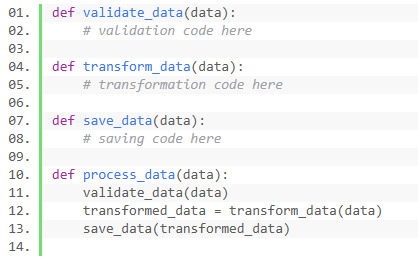 01. def validate_data(data):
02.     # validation code here
03.
04. def transform_data(data):
05.     # transformation code here
06.
07. def save_data(data):
08.     # saving code here
09.
10. def process_data(data):
11.     validate_data(data)
12.     transformed_data = transform_data(data)
13.     save_data(transformed_data)
14.